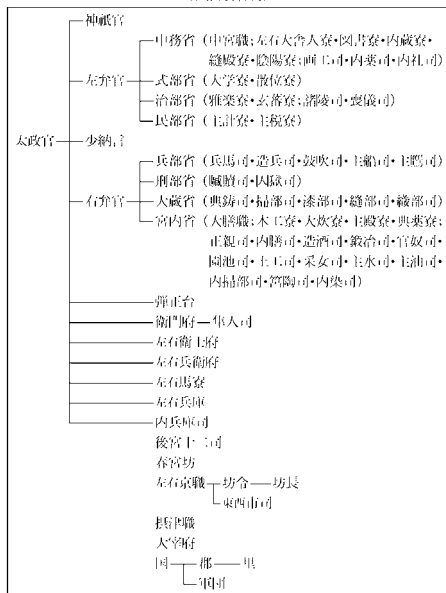 神祇官
中務省（中宮職;左右大舎人寮・図書寮・内蔵寮・
縫殿寮・陰陽寮;画工司・内薬司・内礼司）
左弁官
式部省（大学寮・散位寮）
治部省（雅楽寮・玄蕃寮;諸陵司・喪儀司）
民部省（主計寮・主税寮）
太政官
少納言
兵部省（兵馬司・造兵司・鼓吹司・主船司・主鷹司）
刑部省（贓贖司・囚獄司）
右弁官
大蔵省（典鋳司・掃部司・漆部司・縫部司・織部司）
宮内省（大膳職;木工寮・大炊寮・主殿寮・典薬寮;
正親司・内膳司・造酒司・鍛冶司・官奴司・
園池司・土工司・采女司・主水司・主油司・
内掃部司・筥陶司・内染司）
弾正台
衛門府 隼人司
左右衛士府
左右兵衛府
左右馬寮
左右兵庫
内兵庫司
後宮十二司
春宮坊
左右京職 坊令 坊長
東西市司
摂津職
大宰府
国 郡 里
軍団